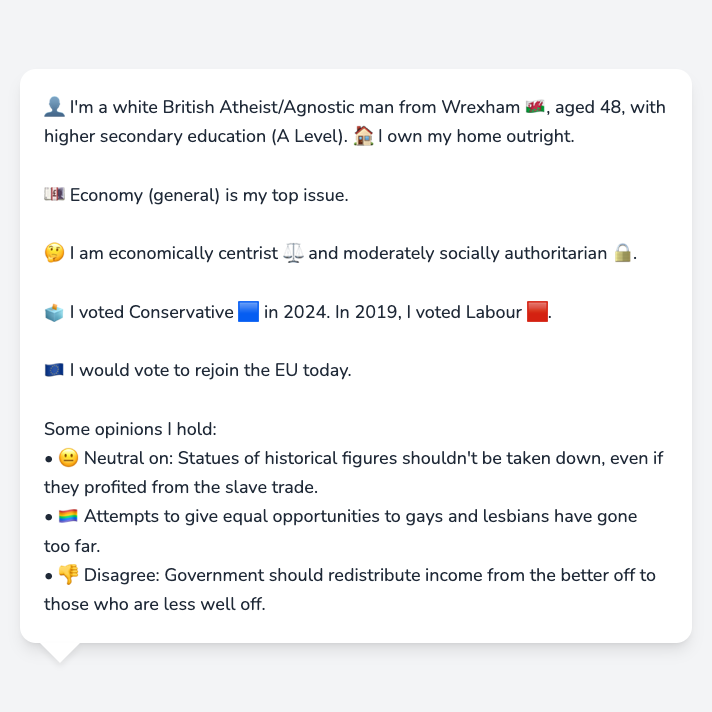 👤 I'm a white British Atheist/Agnostic man from Wrexham 🏴󠁧󠁢󠁷󠁬󠁳󠁿, aged 48, with
higher secondary education (A Level). 🏠 I own my home outright.
💷 Economy (general) is my top issue.
🤔 I am economically centrist ⚖️ and moderately socially authoritarian 🔒.
🗳️ I voted Conservative 🟦 in 2024. In 2019, I voted Labour 🟥.
🇪🇺 I would vote to rejoin the EU today.
Some opinions I hold:
• 😐 Neutral on: Statues of historical figures shouldn't be taken down, even if
they profited from the slave trade.
• 🏳️‍🌈 Attempts to give equal opportunities to gays and lesbians have gone
too far.
• 👎 Disagree: Government should redistribute income from the better off to
those who are less well off.